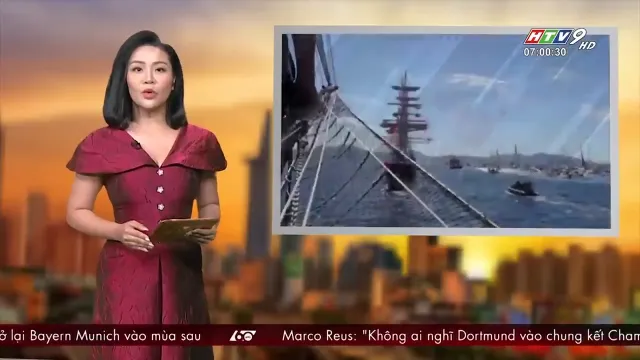 HTV9 HD
07:00:30
ở lại Bayern Munich vào mùa sau 60 Marco Reus: "Không ai nghĩ Dortmund vào chung kết Cham